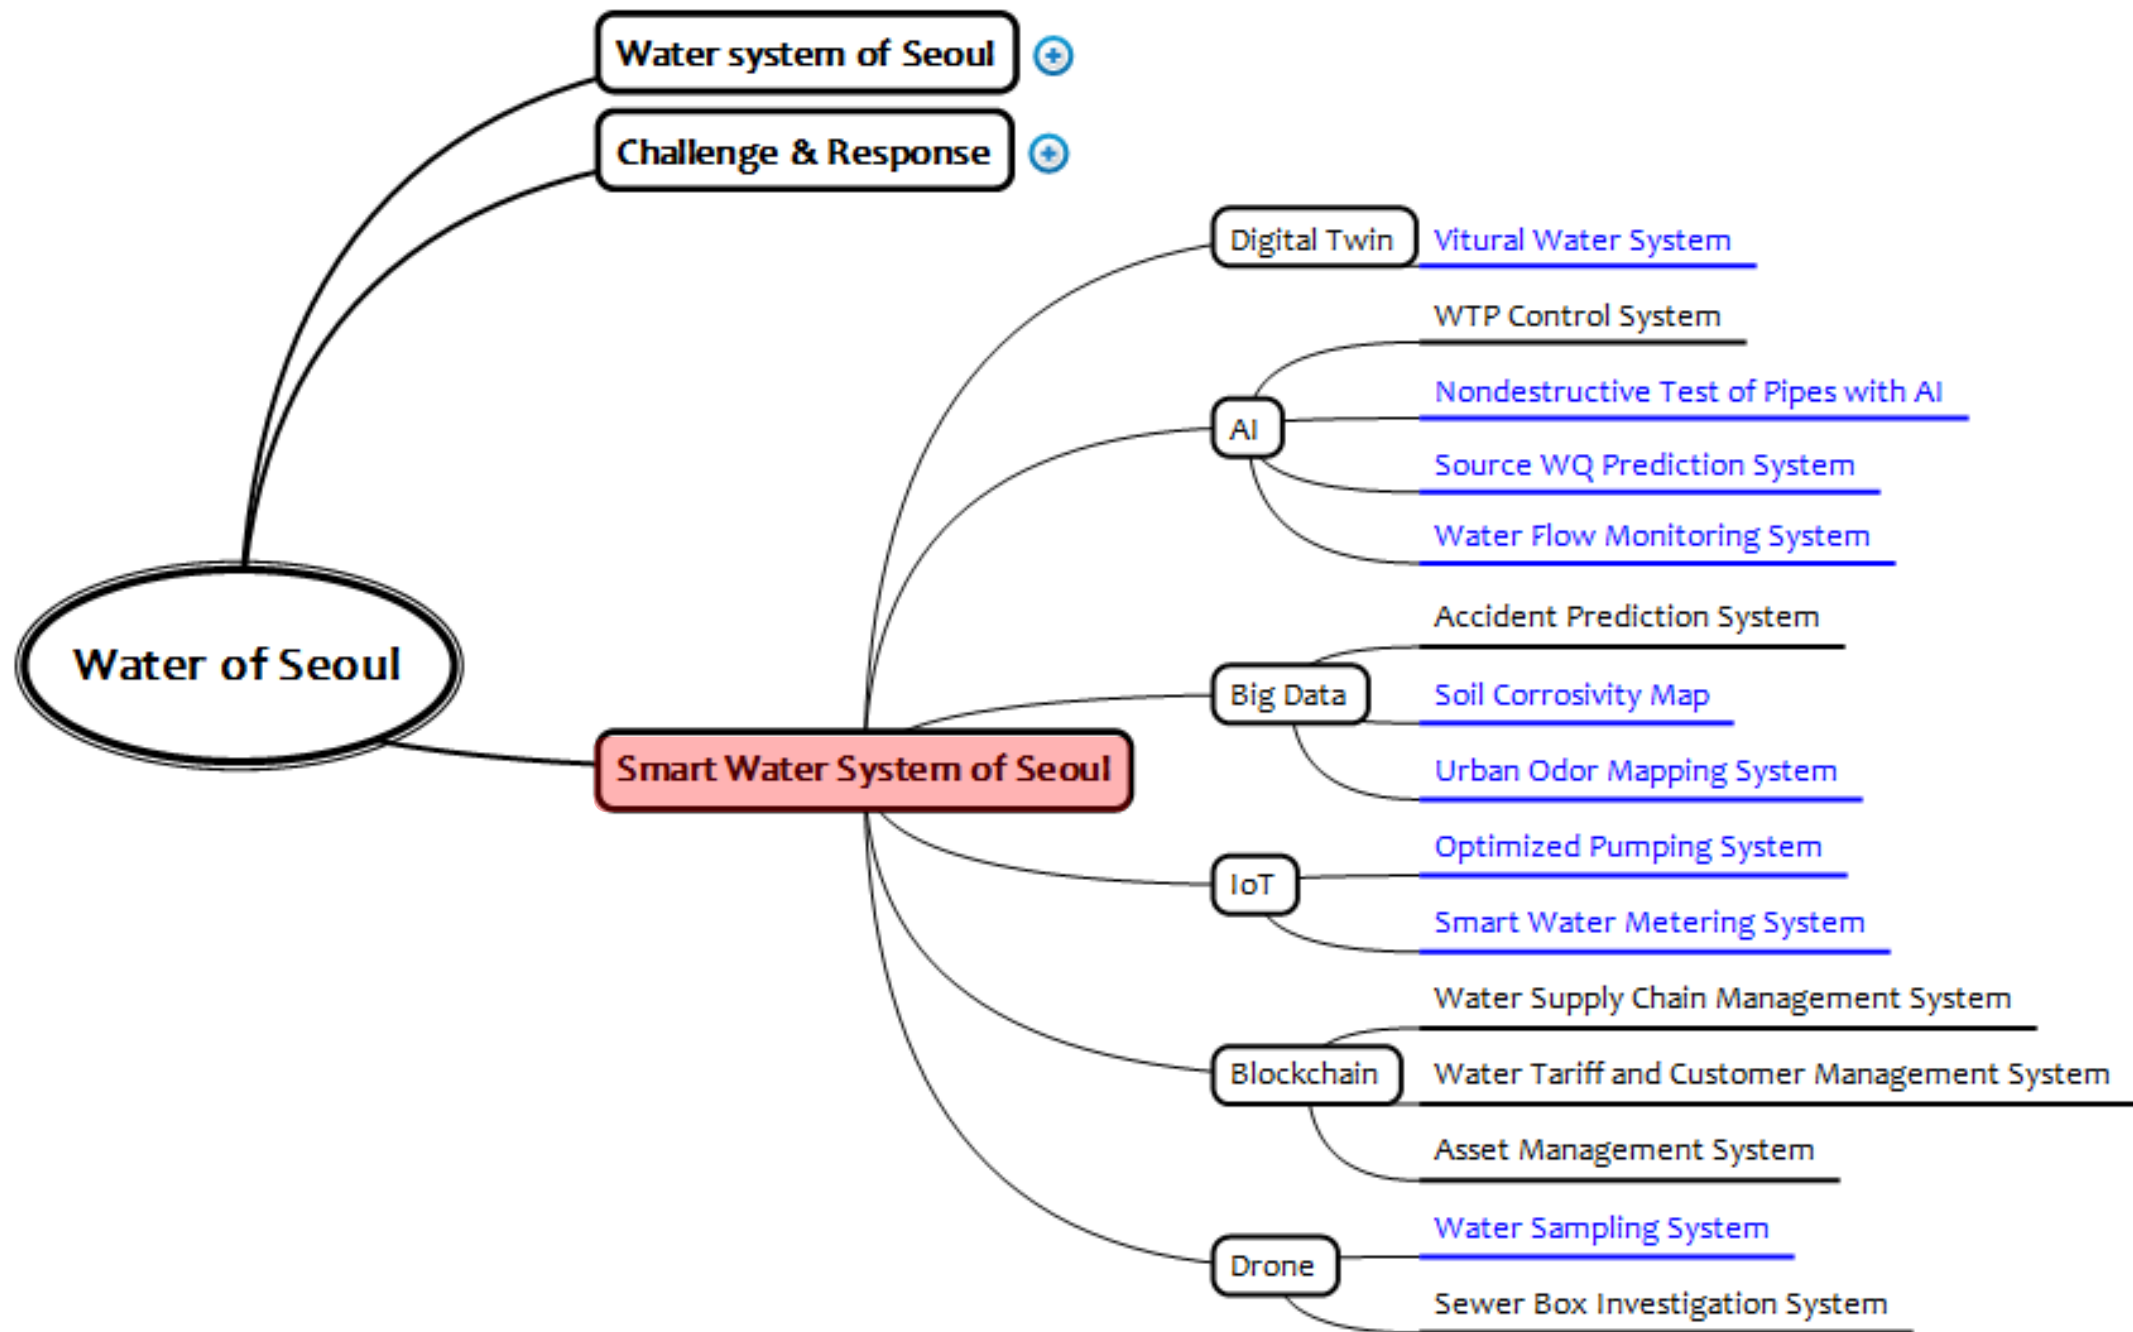 Water system of Seoul
Challenge & Response
Digital Twin
Vitural Water System
WTP Control System
Nondestructive Test of Pipes with AI
AI
Source WQ Prediction System
Water Flow Monitoring System
Accident Prediction System
Water of Seoul
Big Data
Soil Corrosivity Map
Smart Water System of Seoul
Urban Odor Mapping System
Optimized Pumping System
IoT
Smart Water Metering System
Water Supply Chain Management System
Blockchain
Water Tariff and Customer Management System
Asset Management System
Water Sampling System
Drone
Sewer Box Investigation System